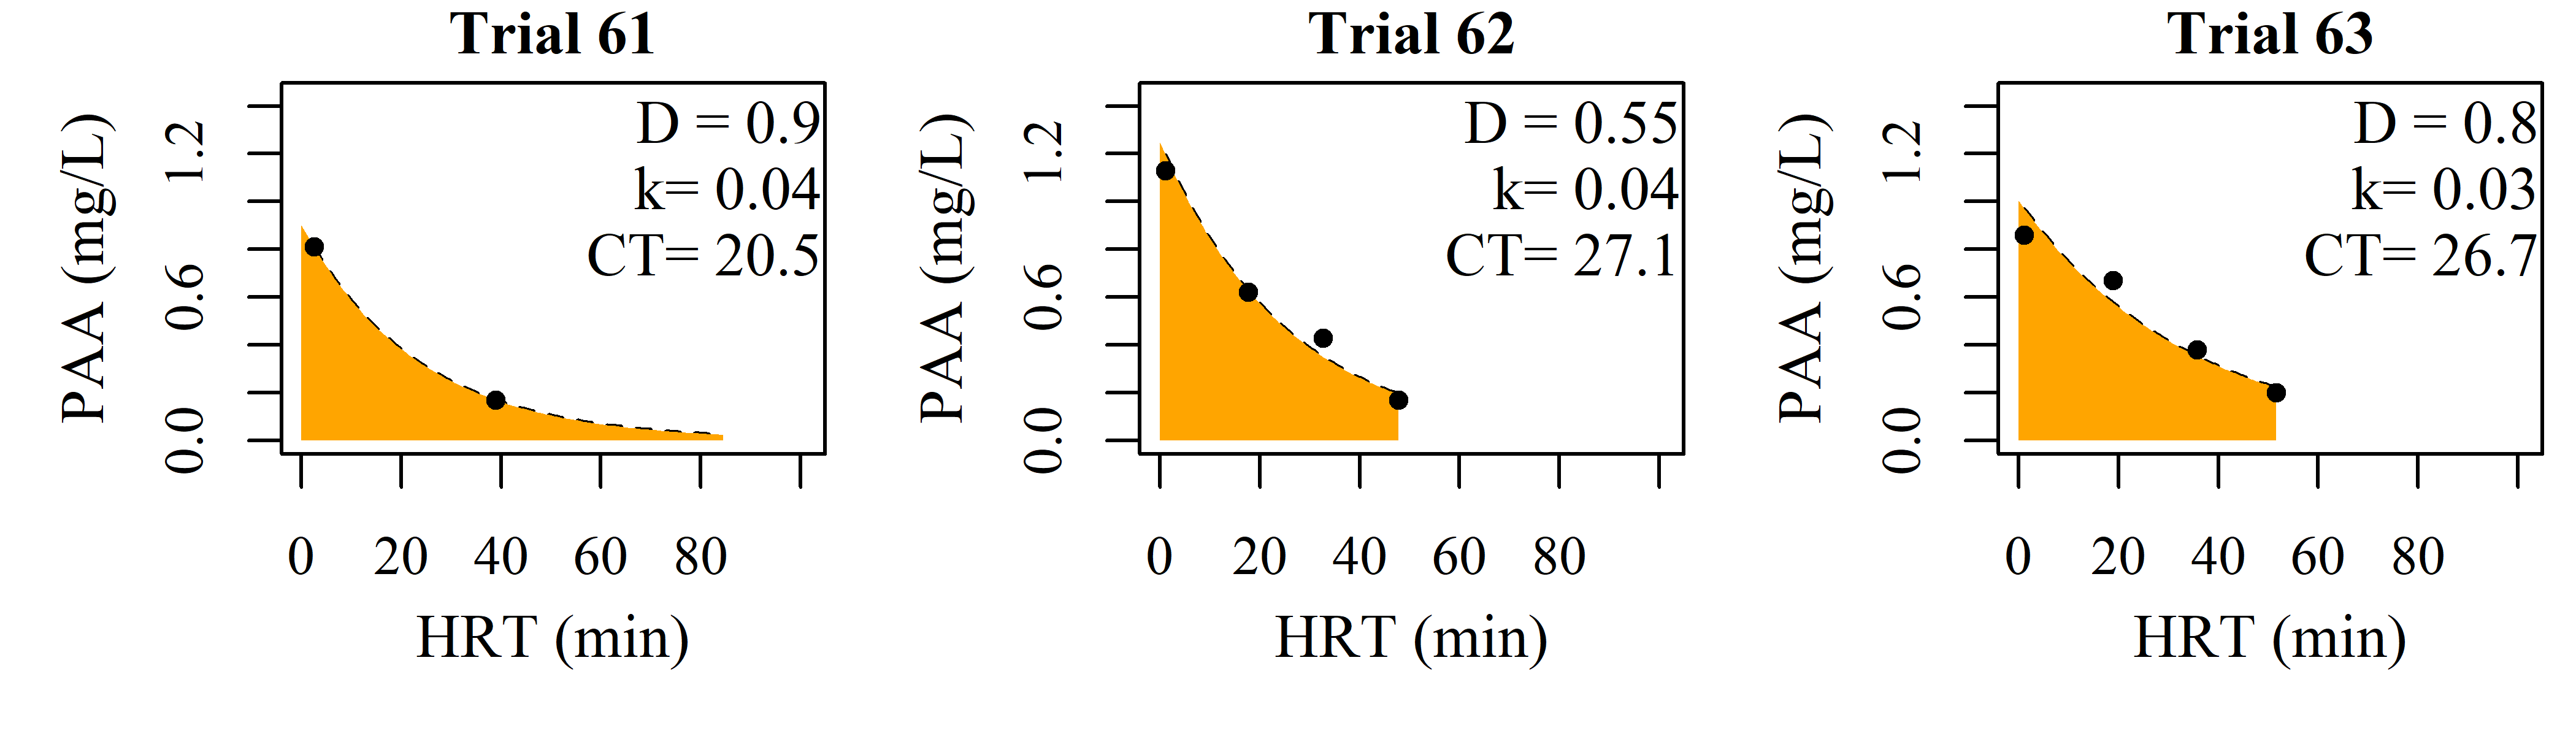 Trial 61
D = 0.9
k= 0.04
CT= 20.5
PAA (mg/L)
0.0 0.6 1.2
0 20 40 60 80
HRT (min)
Trial 62
D = 0.55
k= 0.04
CT= 27.1
PAA (mg/L)
0.0 0.6 1.2
0 20 40 60 80
HRT (min)
Trial 63
D = 0.8
k= 0.03
CT= 26.7
PAA (mg/L)
0.0 0.6 1.2
0 20 40 60 80
HRT (min)